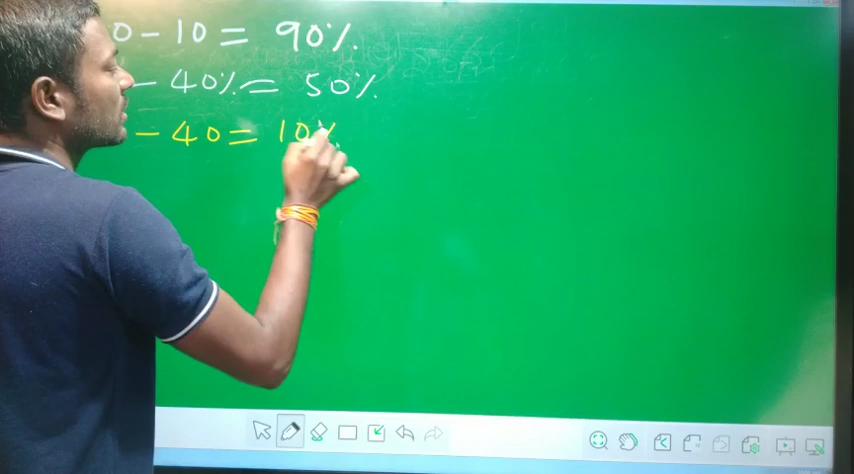 0 - 10 = 90%.
- 40% = 50%.
- 40 = 10%